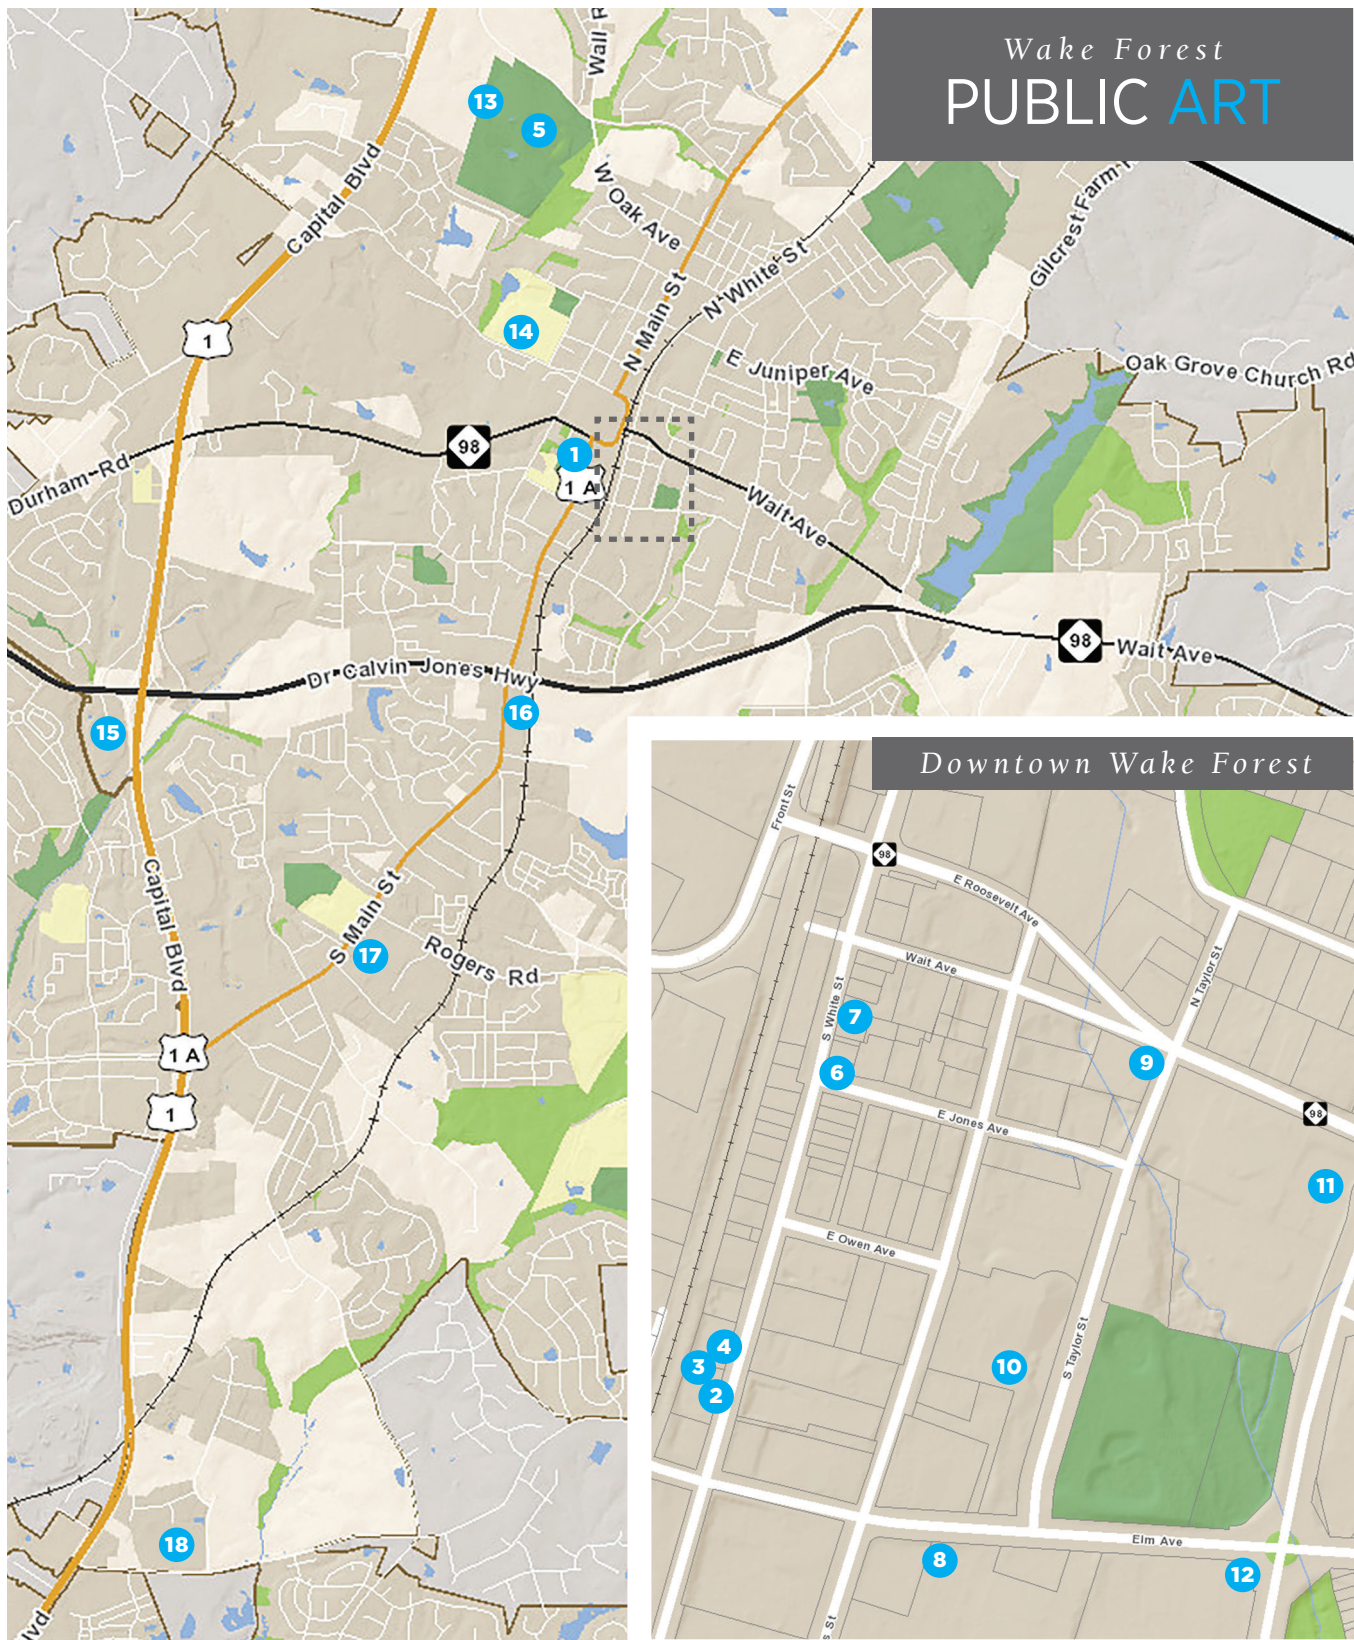 Wake Forest
PUBLIC ART
Wall R
13
5
Capital Blvd
W Oak Ave
Gilcrest Farm
N White St
N Main St
1
14
E Juniper Ave
Oak Grove Church Rd
98
1
1 A
Durham Rd
Wait Ave
98
Wait Ave
Dr Calvin Jones Hwy
16
15
Capital Blvd
S Main St
17
Rogers Rd
1 A
1
18
lvd
Downtown Wake Forest
Front St
98
E Roosevelt Ave
Wait Ave
N Taylor St
S White St
7
6
9
E Jones Ave
98
11
E Owen Ave
4
3
2
10
S Taylor St
Elm Ave
8
12
s St